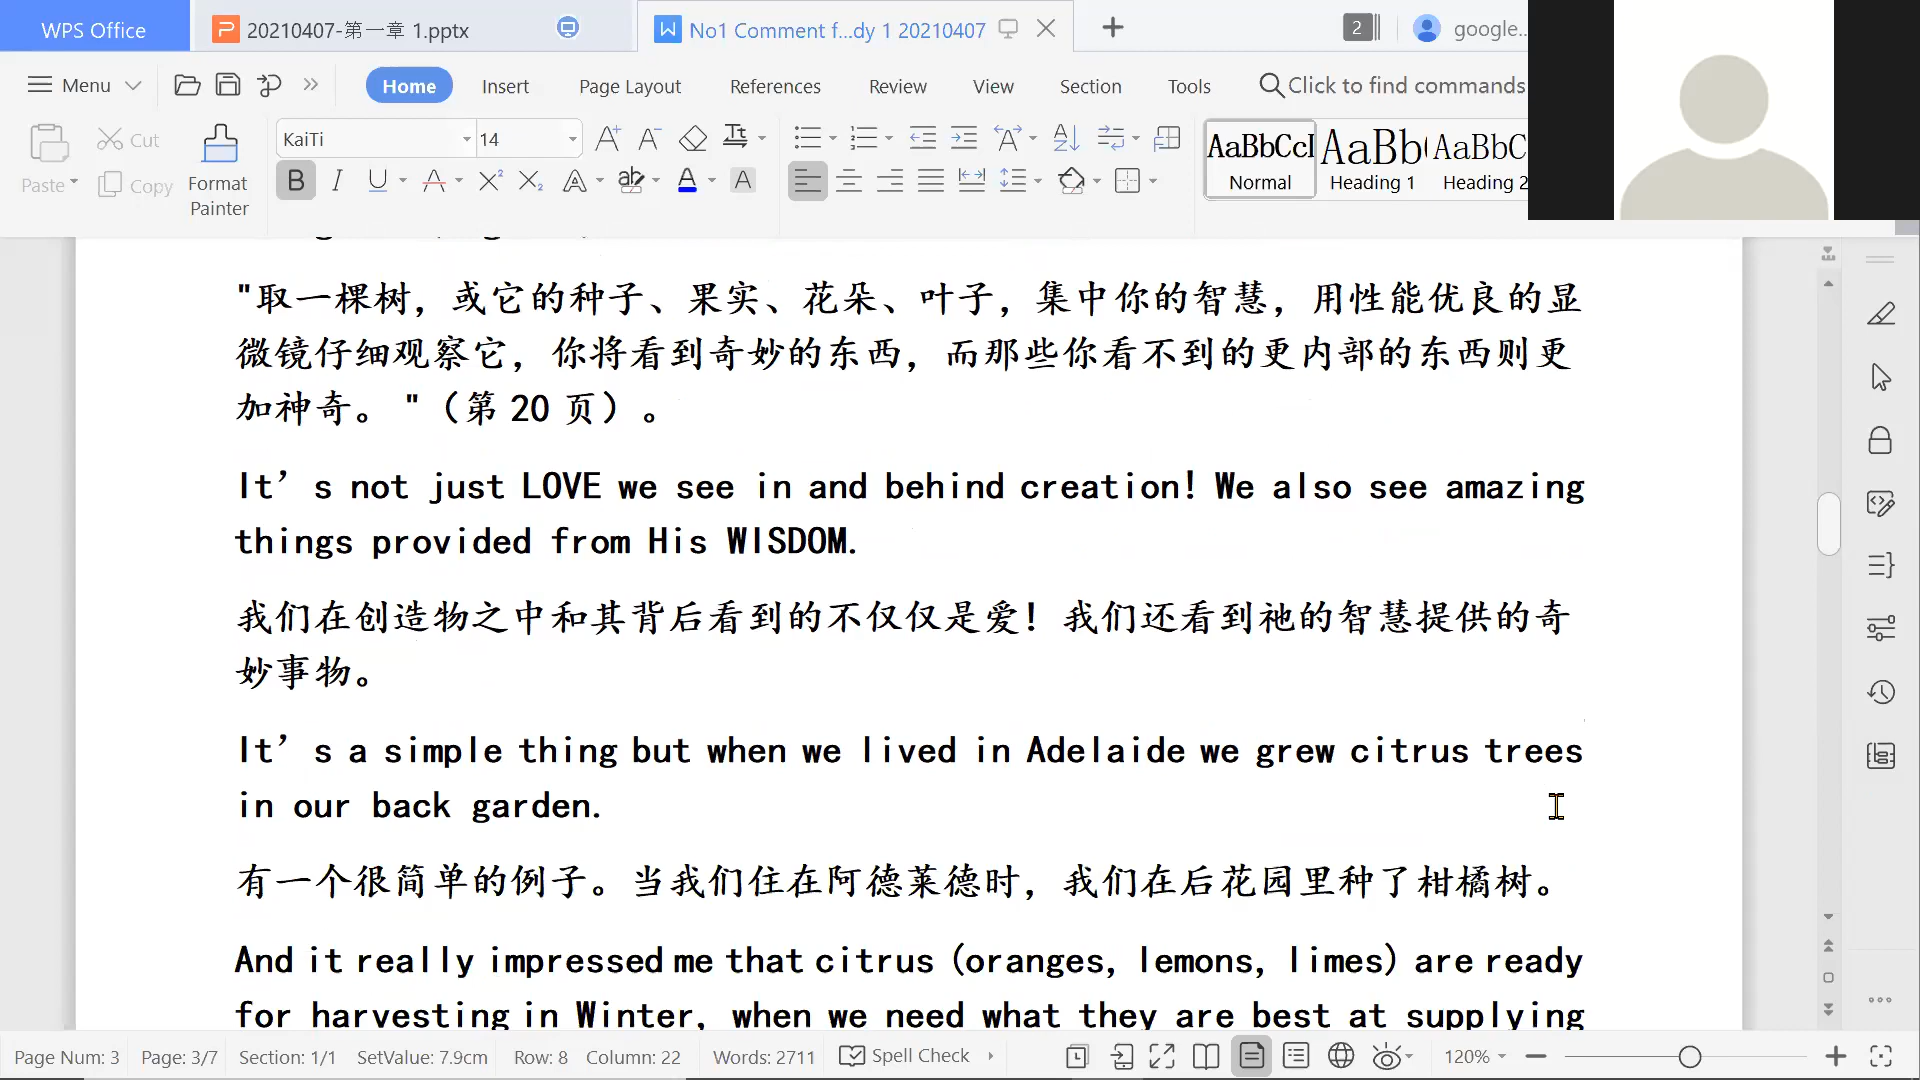 WPS Office
20210407-第一章 1.pptx
No1 Comment f...dy 1 20210407
2
google...
Menu
Home
Insert
Page Layout
References
Review
View
Section
Tools
Click to find commands
Paste
Cut
Copy
Format
Painter
KaiTi
14
AaBbCcI
Normal
AaBb
Heading 1
AaBbC
Heading 2
"取一棵树，或它的种子、果实、花朵、叶子，集中你的智慧，用性能优良的显
微镜仔细观察它，你将看到奇妙的东西，而那些你看不到的更内部的东西则更
加神奇。"（第 20 页）。
It’s not just LOVE we see in and behind creation! We also see amazing
things provided from His WISDOM.
我们在创造物之中和其背后看到的不仅仅是爱！我们还看到祂的智慧提供的奇
妙事物。
It’s a simple thing but when we lived in Adelaide we grew citrus trees
in our back garden.
有一个很简单的例子。当我们住在阿德莱德时，我们在后花园里种了柑橘树。
And it really impressed me that citrus (oranges, lemons, limes) are ready
for harvesting in Winter, when we need what they are best at supplying
Page Num: 3
Page: 3/7
Section: 1/1
SetValue: 7.9cm
Row: 8
Column: 22
Words: 2711
Spell Check
120%